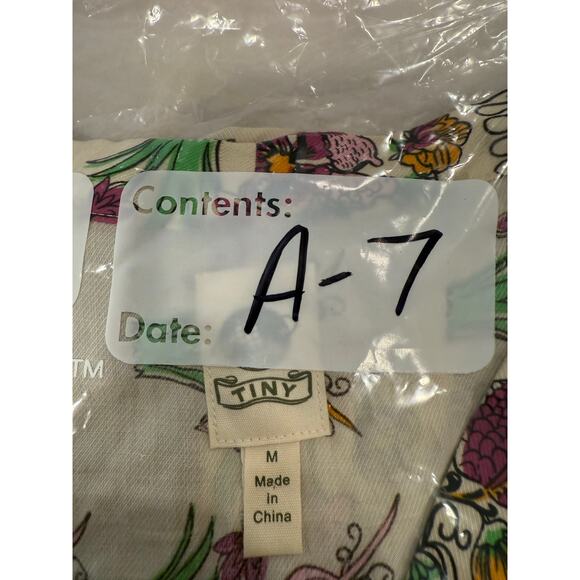 Contents:
A-7
Date:
TM
TINY
M
Made
in
China